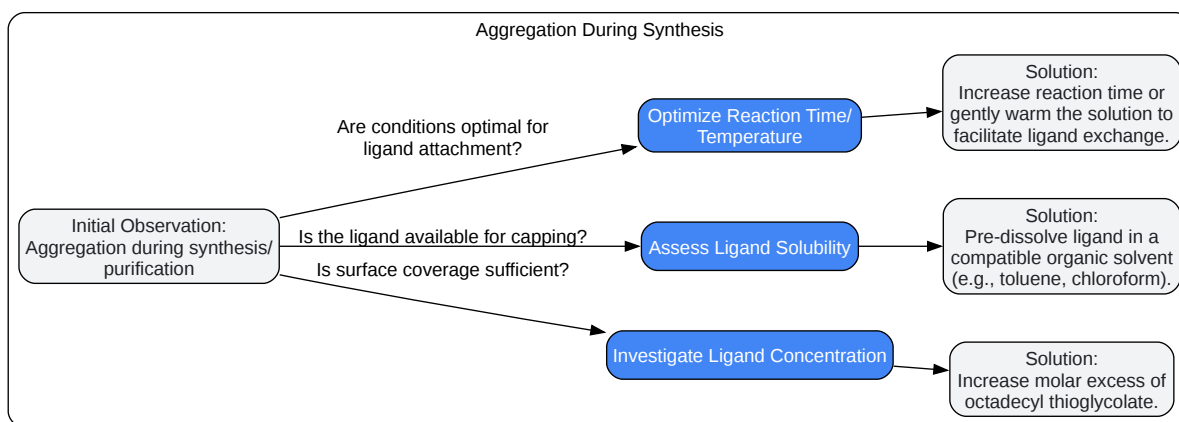 Aggregation During Synthesis
Initial Observation:
Aggregation during synthesis/
purification
Are conditions optimal for
ligand attachment?
Optimize Reaction Time/
Temperature
Solution:
Increase reaction time or
gently warm the solution to
facilitate ligand exchange.
Is the ligand available for capping?
Assess Ligand Solubility
Solution:
Pre-dissolve ligand in a
compatible organic solvent
(e.g., toluene, chloroform).
Is surface coverage sufficient?
Investigate Ligand Concentration
Solution:
Increase molar excess of
octadecyl thioglycolate.